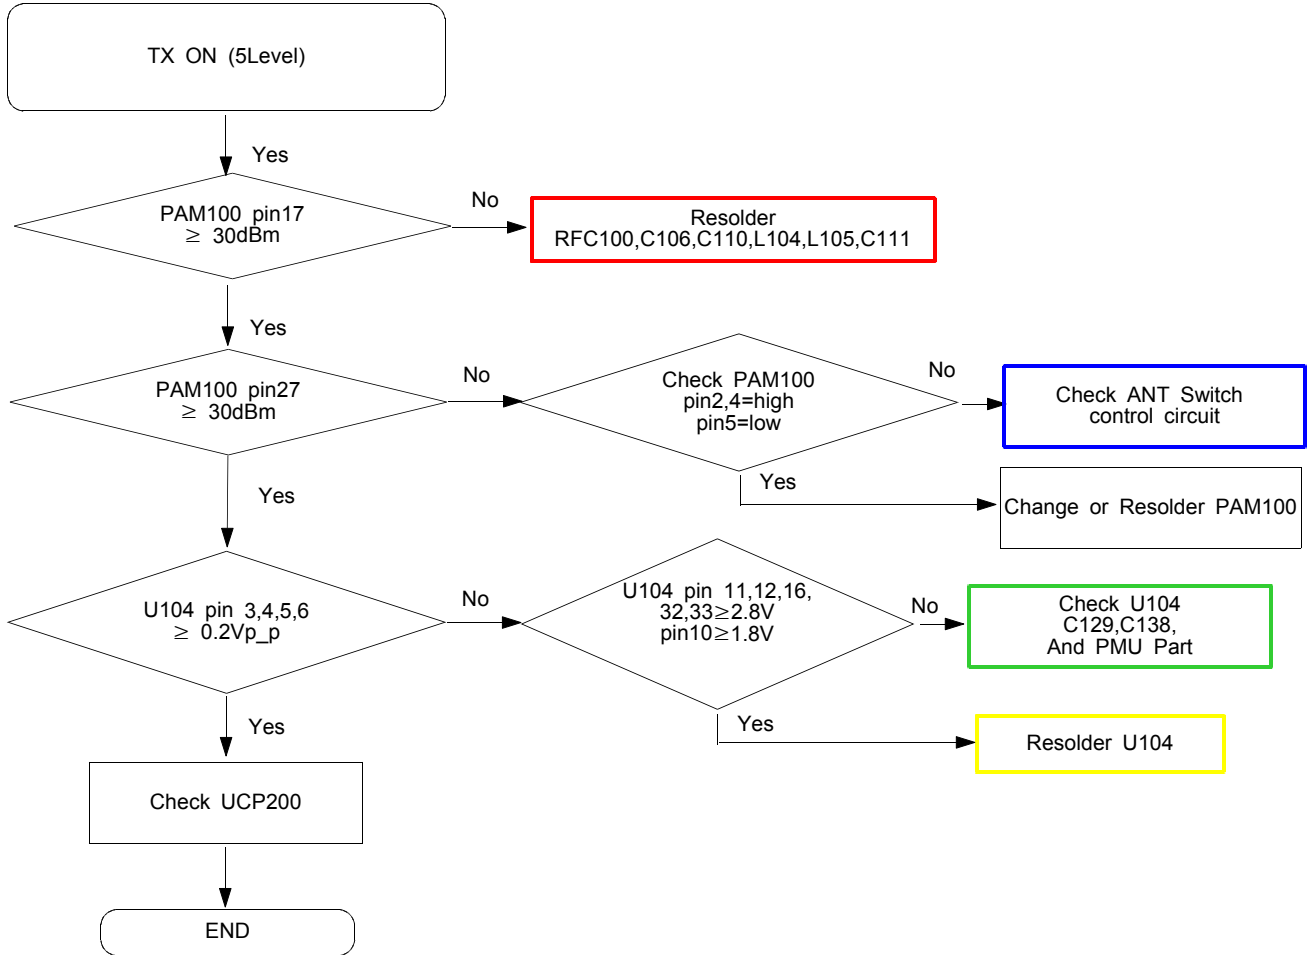 TX ON (5Level)
Yes
PAM100 pin17
≥ 30dBm
No
Resolder
RFC100,C106,C110,L104,L105,C111
Yes
PAM100 pin27
≥ 30dBm
No
Check PAM100
pin2,4=high
pin5=low
No
Check ANT Switch
control circuit
Yes
Change or Resolder PAM100
Yes
U104 pin 3,4,5,6
≥ 0.2Vp_p
No
U104 pin 11,12,16,
32,33≥2.8V
pin10≥1.8V
No
Check U104
C129,C138,
And PMU Part
Yes
Resolder U104
Yes
Check UCP200
END